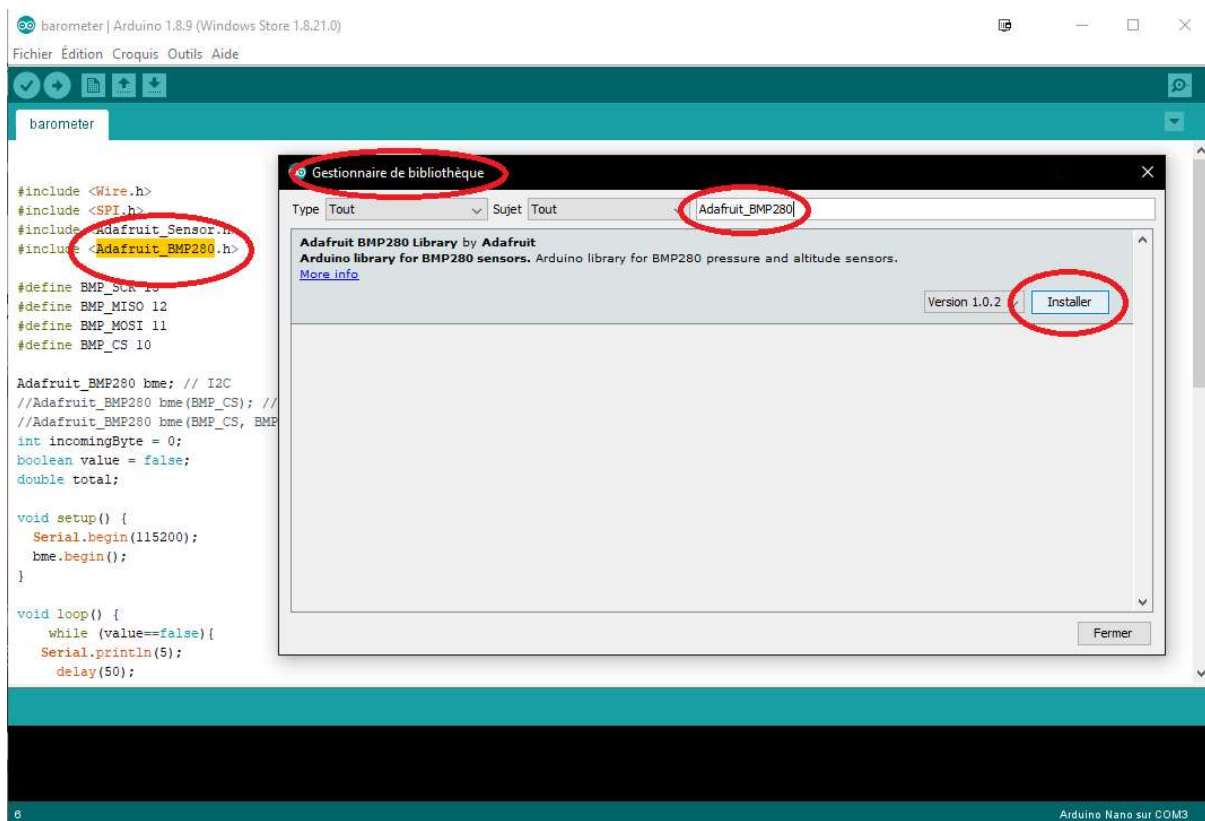 barometer | Arduino 1.8.9 (Windows Store 1.8.21.0)
Fichier Édition Croquis Outils Aide
barometer
#include <Wire.h>
#include <SPI.h>
#include <Adafruit_Sensor.h>
#include <Adafruit_BMP280.h>
#define BMP_SCK 13
#define BMP_MISO 12
#define BMP_MOSI 11
#define BMP_CS 10
Adafruit_BMP280 bme; // I2C
//Adafruit_BMP280 bme(BMP_CS); //
//Adafruit_BMP280 bme(BMP_CS, BMP
int incomingByte = 0;
boolean value = false;
double total;
void setup() {
Serial.begin(115200);
bme.begin();
}
void loop() {
while (value==false){
Serial.println(5);
delay(50);
Gestionnaire de bibliothèque
Type Tout Sujet Tout Adafruit_BMP280
Adafruit BMP280 Library by Adafruit
Arduino library for BMP280 sensors. Arduino library for BMP280 pressure and altitude sensors.
More info
Version 1.0.2 Installer
Fermer
6 Arduino Nano sur COM3